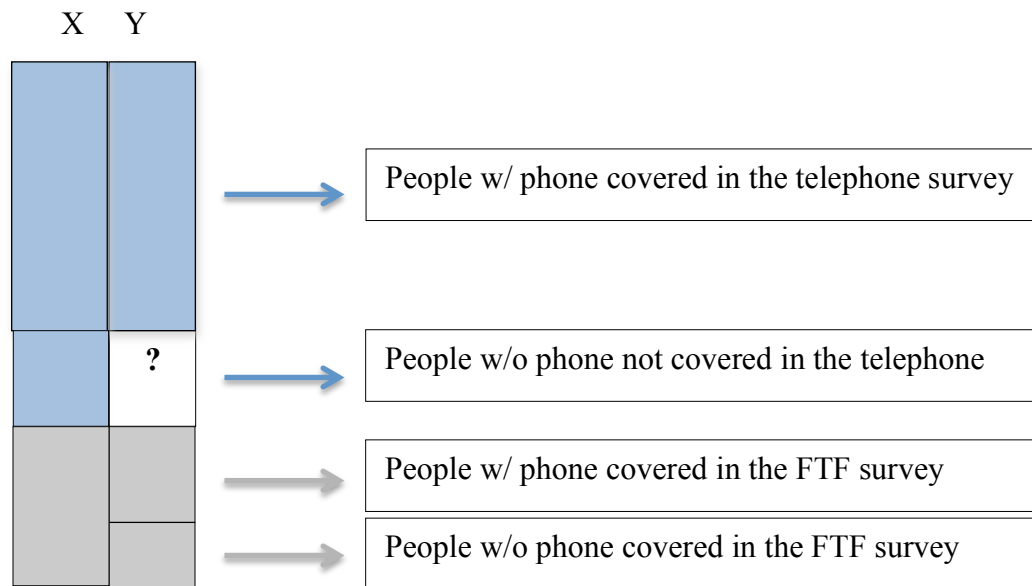 X Y
People w/ phone covered in the telephone survey
?
People w/o phone not covered in the telephone
People w/ phone covered in the FTF survey
People w/o phone covered in the FTF survey